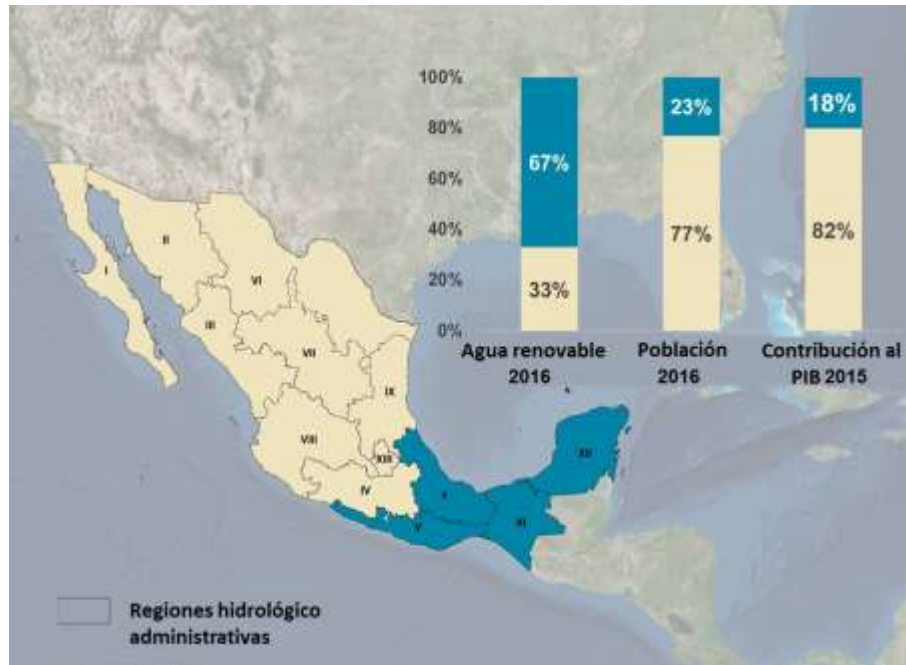 100%
80%
60%
40%
20%
0%
67%
33%
23%
77%
18%
82%
Agua renovable
2016
Población
2016
Contribución al
PIB 2015
I
II
III
VI
VII
IX
VIII
XIII
IV
X
V
XI
XII
Regiones hidrológico
administrativas